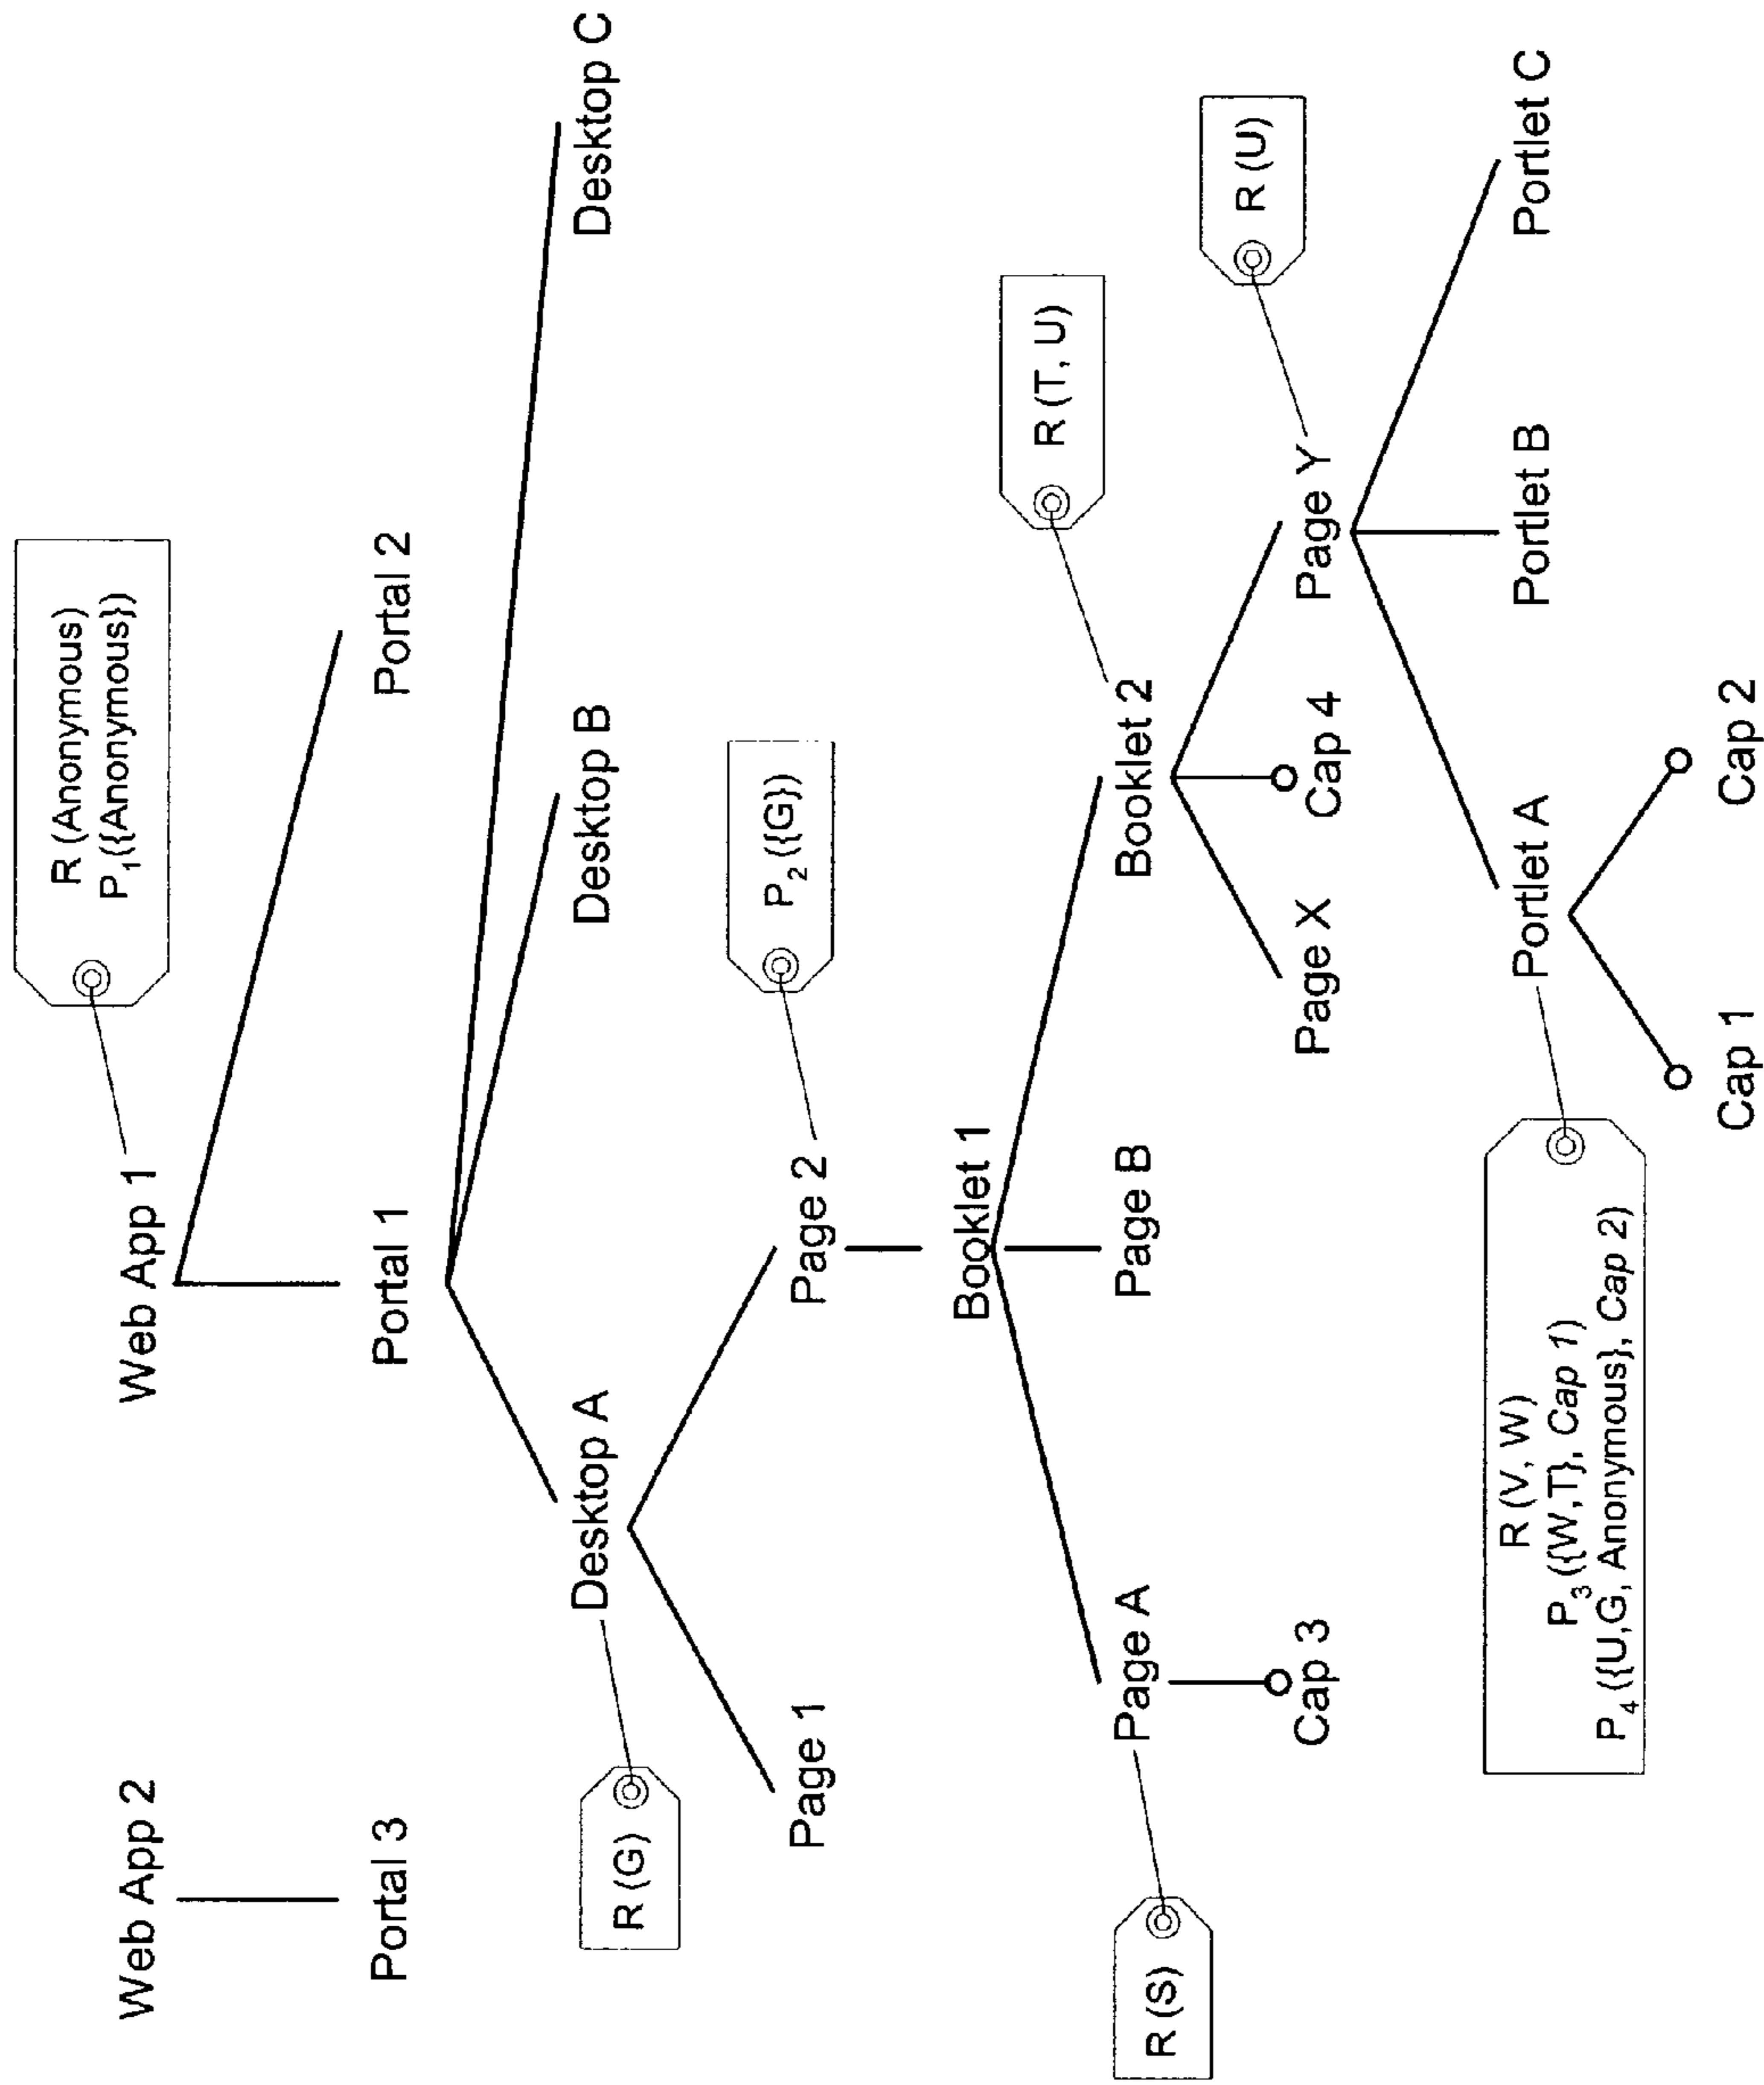 Web App 2
Web App 1
R (Anonymous)
P1({Anonymous})
Portal 3
Portal 1
Portal 2
R (G)
Desktop A
Desktop B
Desktop C
Page 1
Page 2
P2 ({G})
Booklet 1
R (S)
Page A
Page B
Booklet 2
R (T, U)
Cap 3
Page X
Cap 4
Page Y
R (U)
R (V, W)
P3 ({W,T}, Cap 1)
P4 ({U,G, Anonymous}, Cap 2)
Portlet A
Portlet B
Portlet C
Cap 1
Cap 2